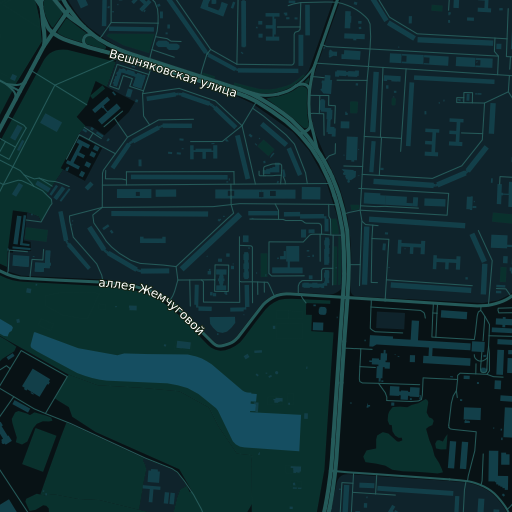 Вешняковская улица
аллея Жемчуговой